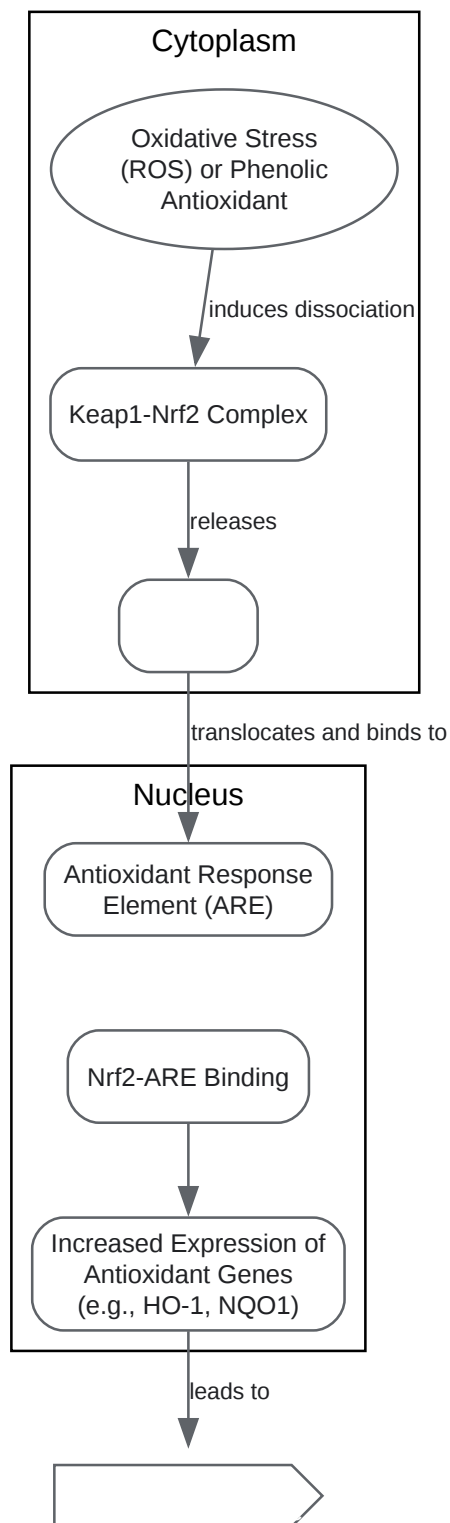 Cytoplasm
Oxidative Stress
(ROS) or Phenolic
Antioxidant
induces dissociation
Keap1-Nrf2 Complex
releases
translocates and binds to
Nucleus
Antioxidant Response
Element (ARE)
Nrf2-ARE Binding
Increased Expression of
Antioxidant Genes
(e.g., HO-1, NQO1)
leads to